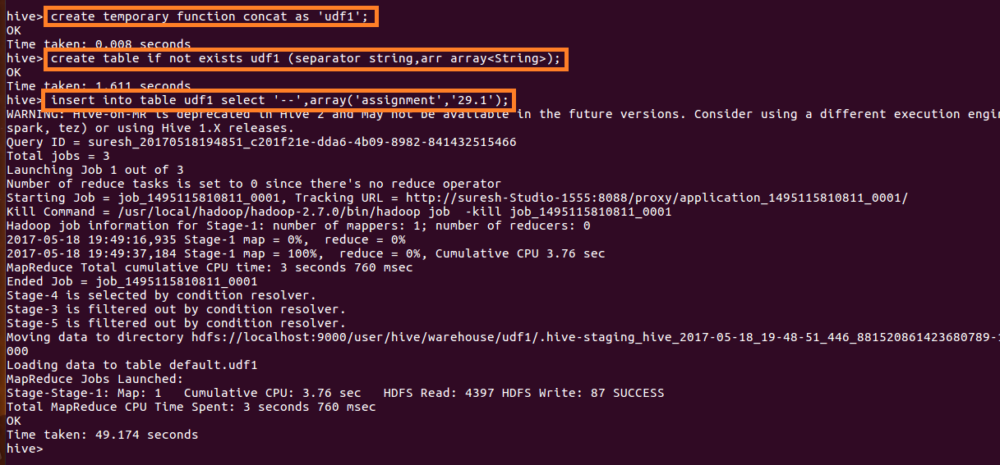 hive> create temporary function concat as 'udf1';
OK
Time taken: 0.008 seconds
hive> create table if not exists udf1 (separator string,arr array<String>);
OK
Time taken: 1.611 seconds
hive> insert into table udf1 select '--',array('assignment','29.1');
WARNING: Hive-on-MR is deprecated in Hive 2 and may not be available in the future versions. Consider using a different execution engin
spark, tez) or using Hive 1.X releases.
Query ID = suresh_20170518194851_c201f21e-dda6-4b09-8982-841432515466
Total jobs = 3
Launching Job 1 out of 3
Number of reduce tasks is set to 0 since there's no reduce operator
Starting Job = job_1495115810811_0001, Tracking URL = http://suresh-Studio-1555:8088/proxy/application_1495115810811_0001/
Kill Command = /usr/local/hadoop/hadoop-2.7.0/bin/hadoop job  -kill job_1495115810811_0001
Hadoop job information for Stage-1: number of mappers: 1; number of reducers: 0
2017-05-18 19:49:16,935 Stage-1 map = 0%,  reduce = 0%
2017-05-18 19:49:37,184 Stage-1 map = 100%,  reduce = 0%, Cumulative CPU 3.76 sec
MapReduce Total cumulative CPU time: 3 seconds 760 msec
Ended Job = job_1495115810811_0001
Stage-4 is selected by condition resolver.
Stage-3 is filtered out by condition resolver.
Stage-5 is filtered out by condition resolver.
Moving data to directory hdfs://localhost:9000/user/hive/warehouse/udf1/.hive-staging_hive_2017-05-18_19-48-51_446_881520861423680789-1
000
Loading data to table default.udf1
MapReduce Jobs Launched:
Stage-Stage-1: Map: 1   Cumulative CPU: 3.76 sec   HDFS Read: 4397 HDFS Write: 87 SUCCESS
Total MapReduce CPU Time Spent: 3 seconds 760 msec
OK
Time taken: 49.174 seconds
hive>